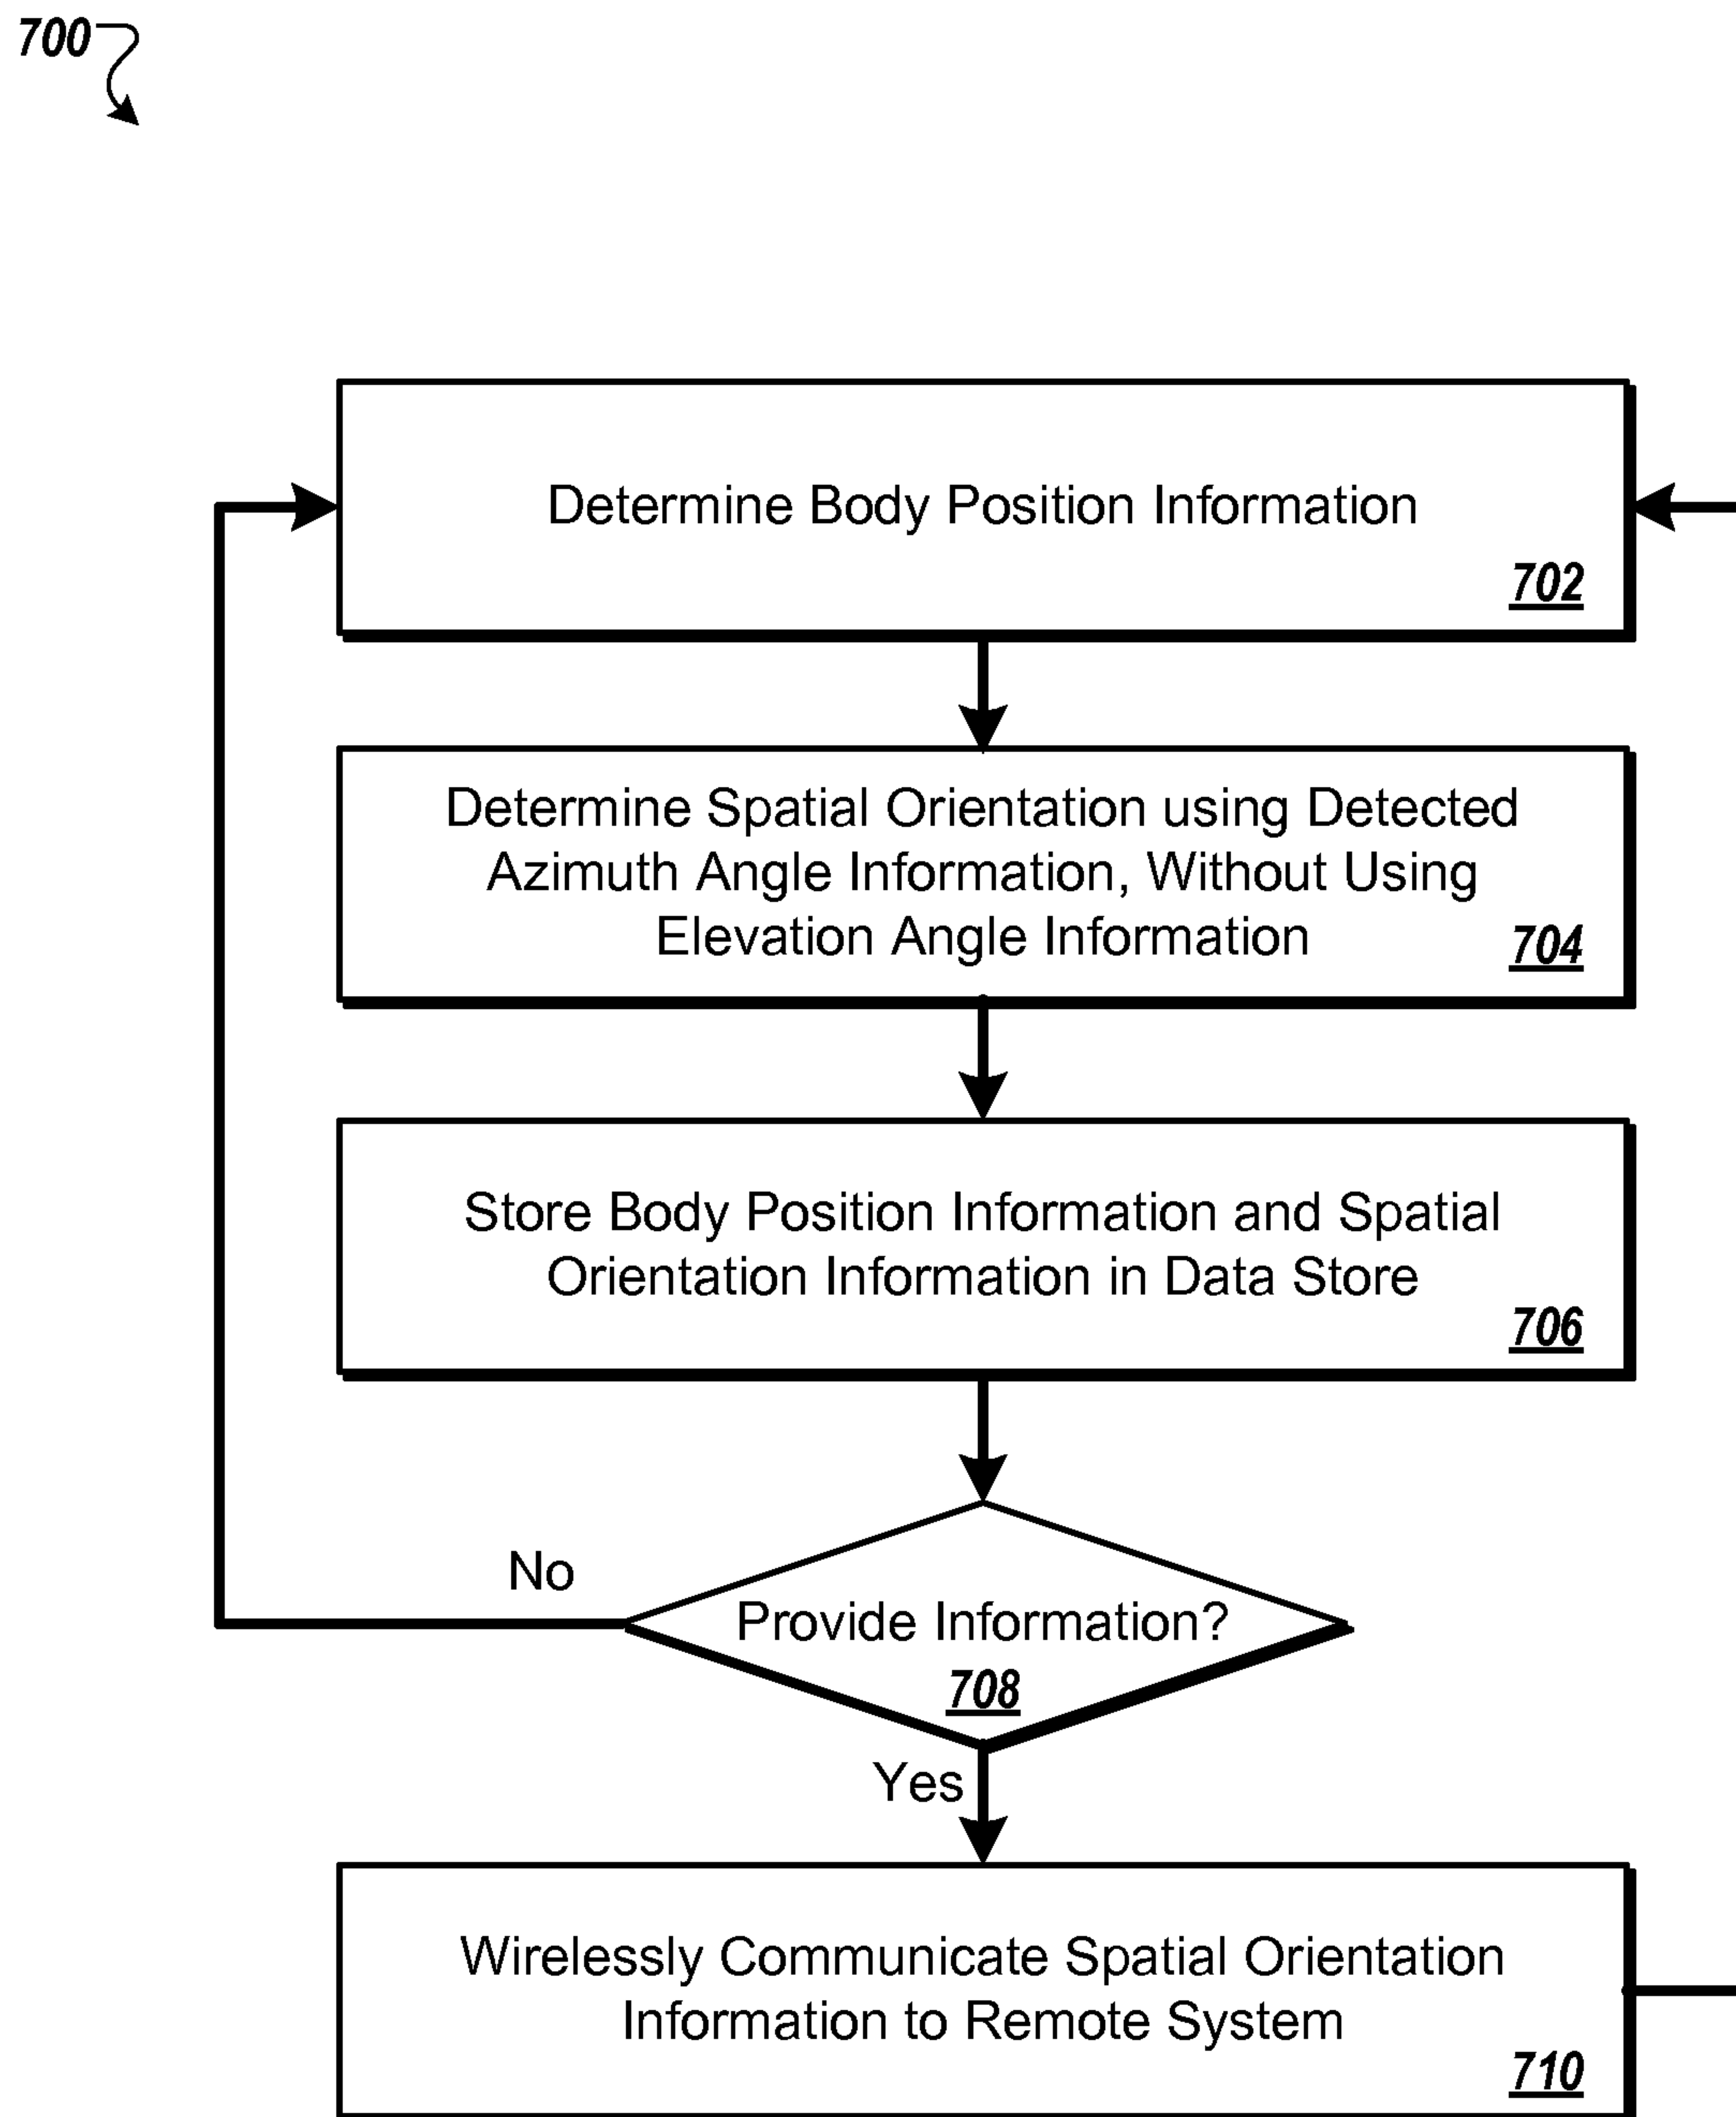 700
Determine Body Position Information
702
Determine Spatial Orientation using Detected
Azimuth Angle Information, Without Using
Elevation Angle Information
704
Store Body Position Information and Spatial
Orientation Information in Data Store
706
No
Provide Information?
708
Yes
Wirelessly Communicate Spatial Orientation
Information to Remote System
710